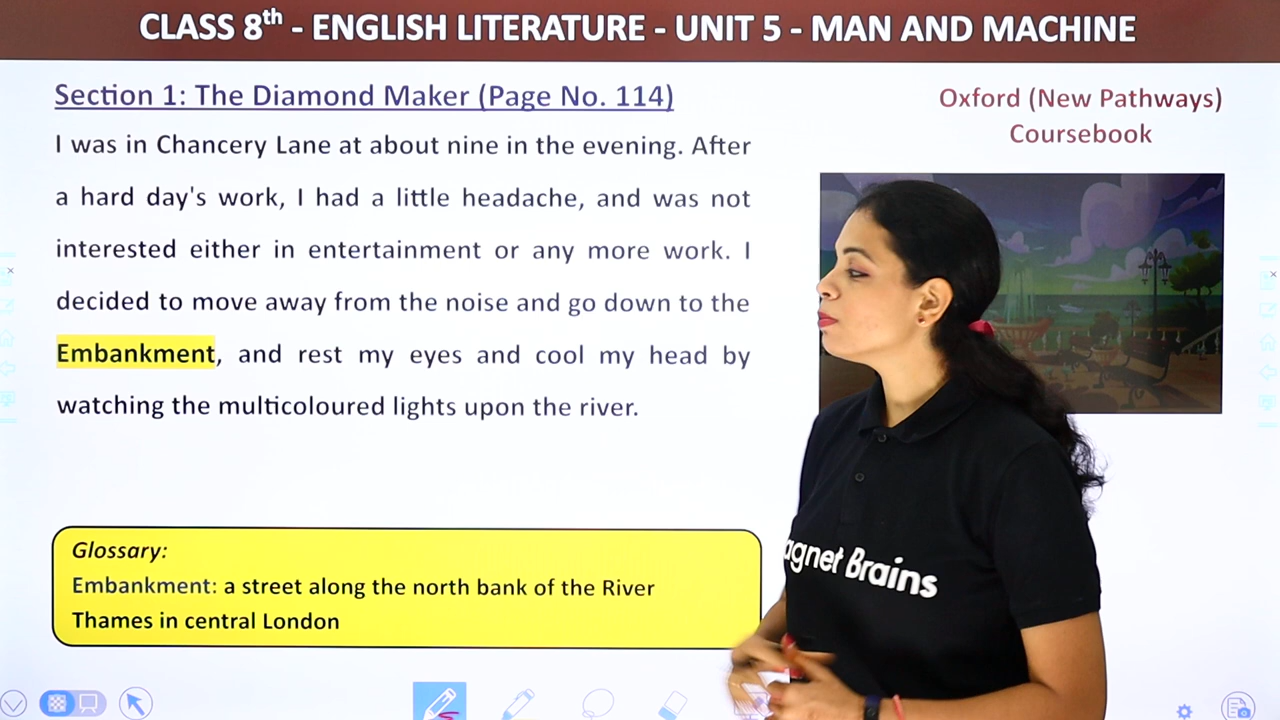 CLASS 8th - ENGLISH LITERATURE - UNIT 5 - MAN AND MACHINE
Section 1: The Diamond Maker (Page No. 114)
Oxford (New Pathways)
Coursebook
I was in Chancery Lane at about nine in the evening. After
a hard day's work, I had a little headache, and was not
interested either in entertainment or any more work. I
decided to move away from the noise and go down to the
Embankment, and rest my eyes and cool my head by
watching the multicoloured lights upon the river.
Glossary:
Embankment: a street along the north bank of the River
Thames in central London
agnet Brains